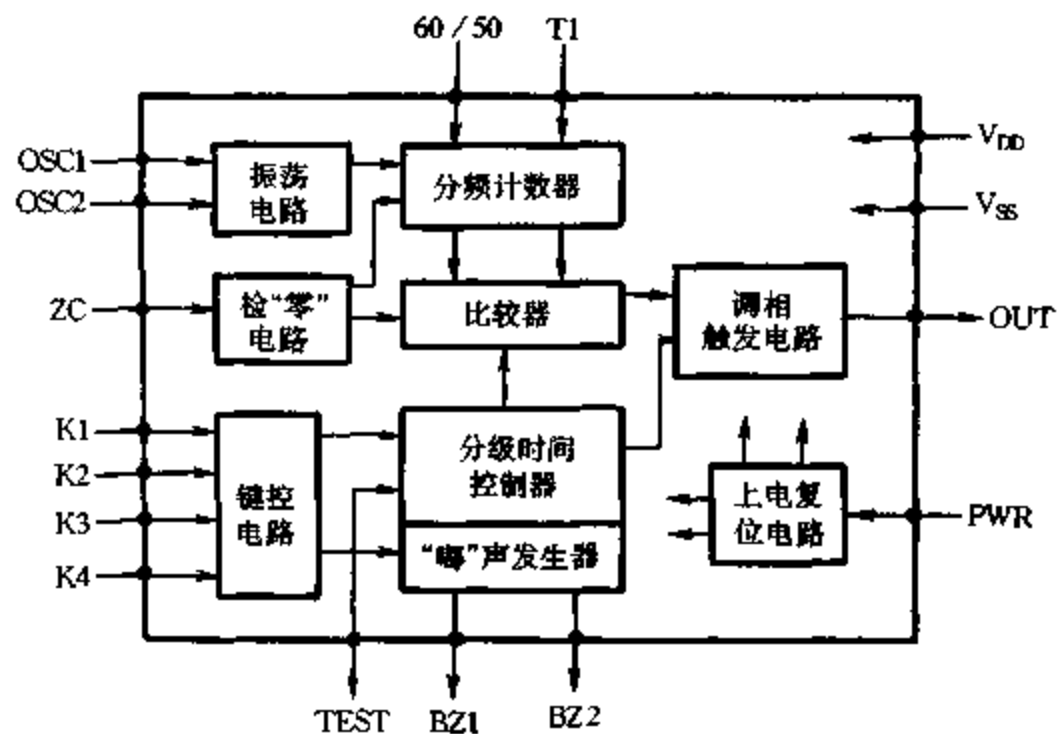 60/50 T1
OSC1
OSC2
振荡
电路
分频计数器
V_DD
V_SS
ZC
检“零”
电路
比较器
调相
触发电路
OUT
K1
K2
K3
K4
键控
电路
分级时间
控制器
“嘟”声发生器
上电复
位电路
PWR
TEST BZ1 BZ2